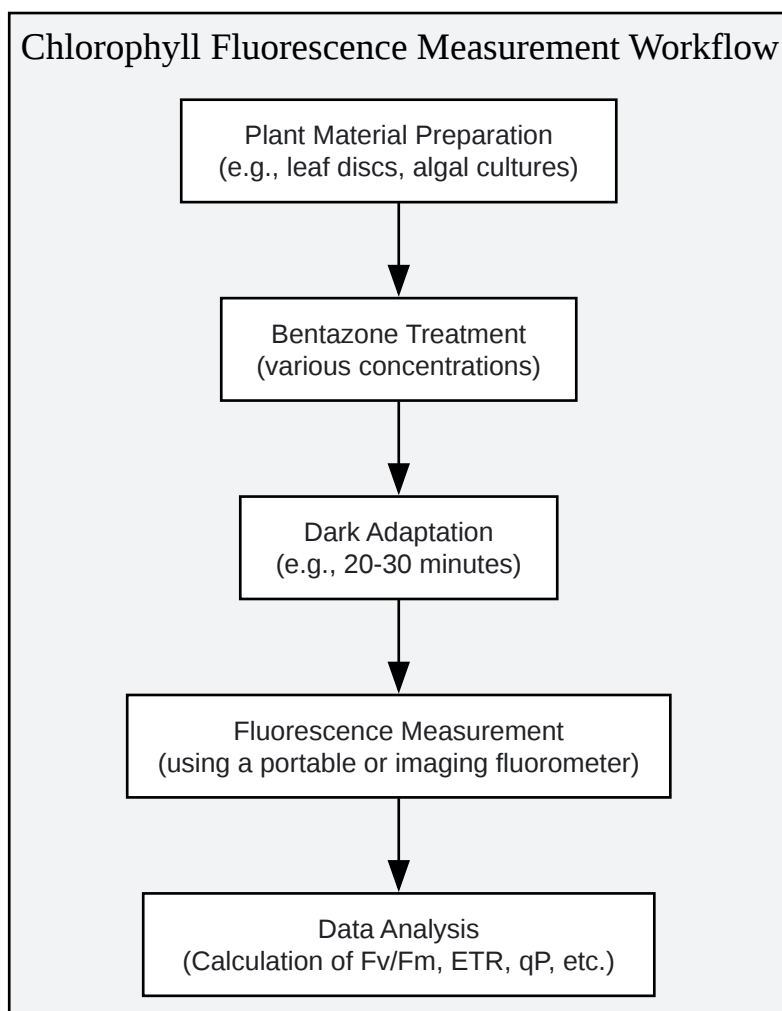 Chlorophyll Fluorescence Measurement Workflow
Plant Material Preparation
(e.g., leaf discs, algal cultures)
Bentazone Treatment
(various concentrations)
Dark Adaptation
(e.g., 20-30 minutes)
Fluorescence Measurement
(using a portable or imaging fluorometer)
Data Analysis
(Calculation of Fv/Fm, ETR, qP, etc.)